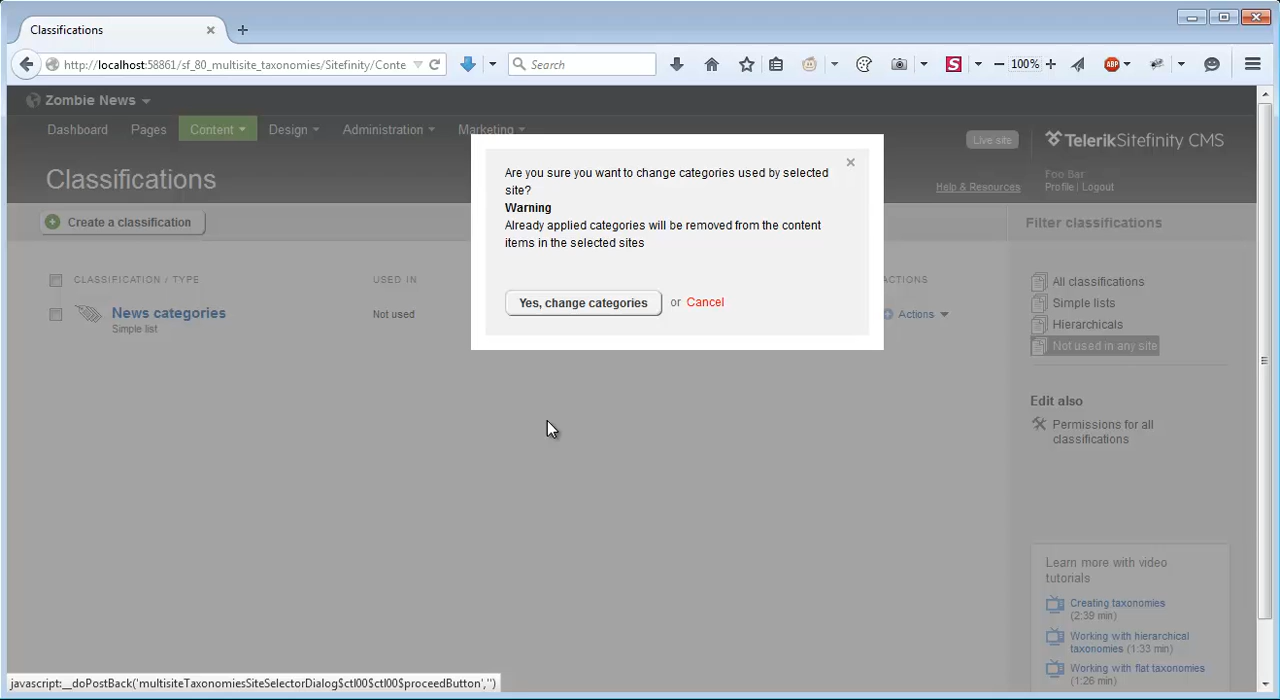 Classifications
http://localhost:58861/sf_80_multisite_taxonomies/Sitefinity/Conte
Search
100%
ABP
Zombie News
Dashboard Pages Content Design Administration Marketing
Live site
Telerik Sitefinity CMS
Classifications
Foo Bar
Help & Resources Profile | Logout
Are you sure you want to change categories used by selected
site?
Warning
Already applied categories will be removed from the content
items in the selected sites
Yes, change categories or Cancel
Create a classification
Filter classifications
CLASSIFICATION / TYPE USED IN ACTIONS
News categories Not used Actions
Simple list
All classifications
Simple lists
Hierarchicals
Not used in any site
Edit also
Permissions for all
classifications
Learn more with video
tutorials
Creating taxonomies
(2:39 min)
Working with hierarchical
taxonomies (1:33 min)
Working with flat taxonomies
(1:26 min)
javascript:__doPostBack('multisiteTaxonomiesSiteSelectorDialog$ctl00$ctl00$proceedButton','')